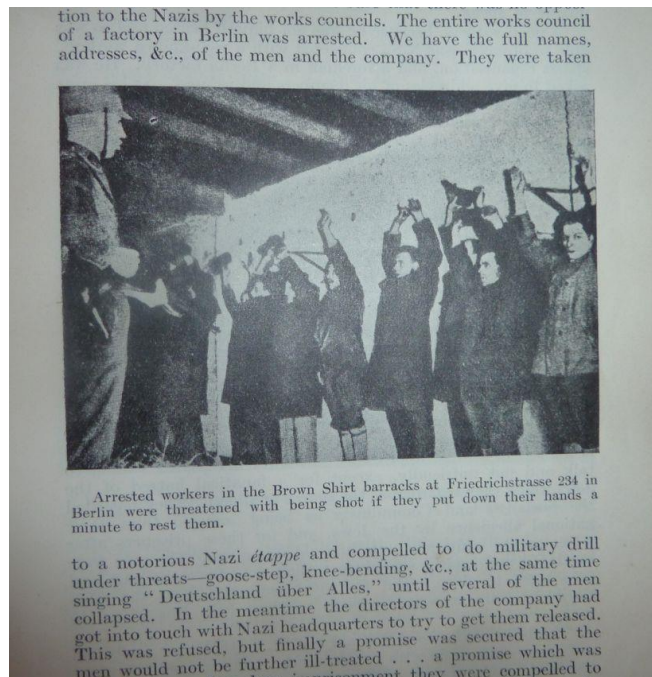 tion to the Nazis by the works councils. The entire works council
of a factory in Berlin was arrested. We have the full names,
addresses, &c., of the men and the company. They were taken
Arrested workers in the Brown Shirt barracks at Friedrichstrasse 234 in
Berlin were threatened with being shot if they put down their hands a
minute to rest them.
to a notorious Nazi étappe and compelled to do military drill
under threats—goose-step, knee-bending, &c., at the same time
singing “ Deutschland über Alles,” until several of the men
collapsed. In the meantime the directors of the company had
got into touch with Nazi headquarters to try to get them released.
This was refused, but finally a promise was secured that the
men would not be further ill-treated . . . a promise which was
they were compelled to